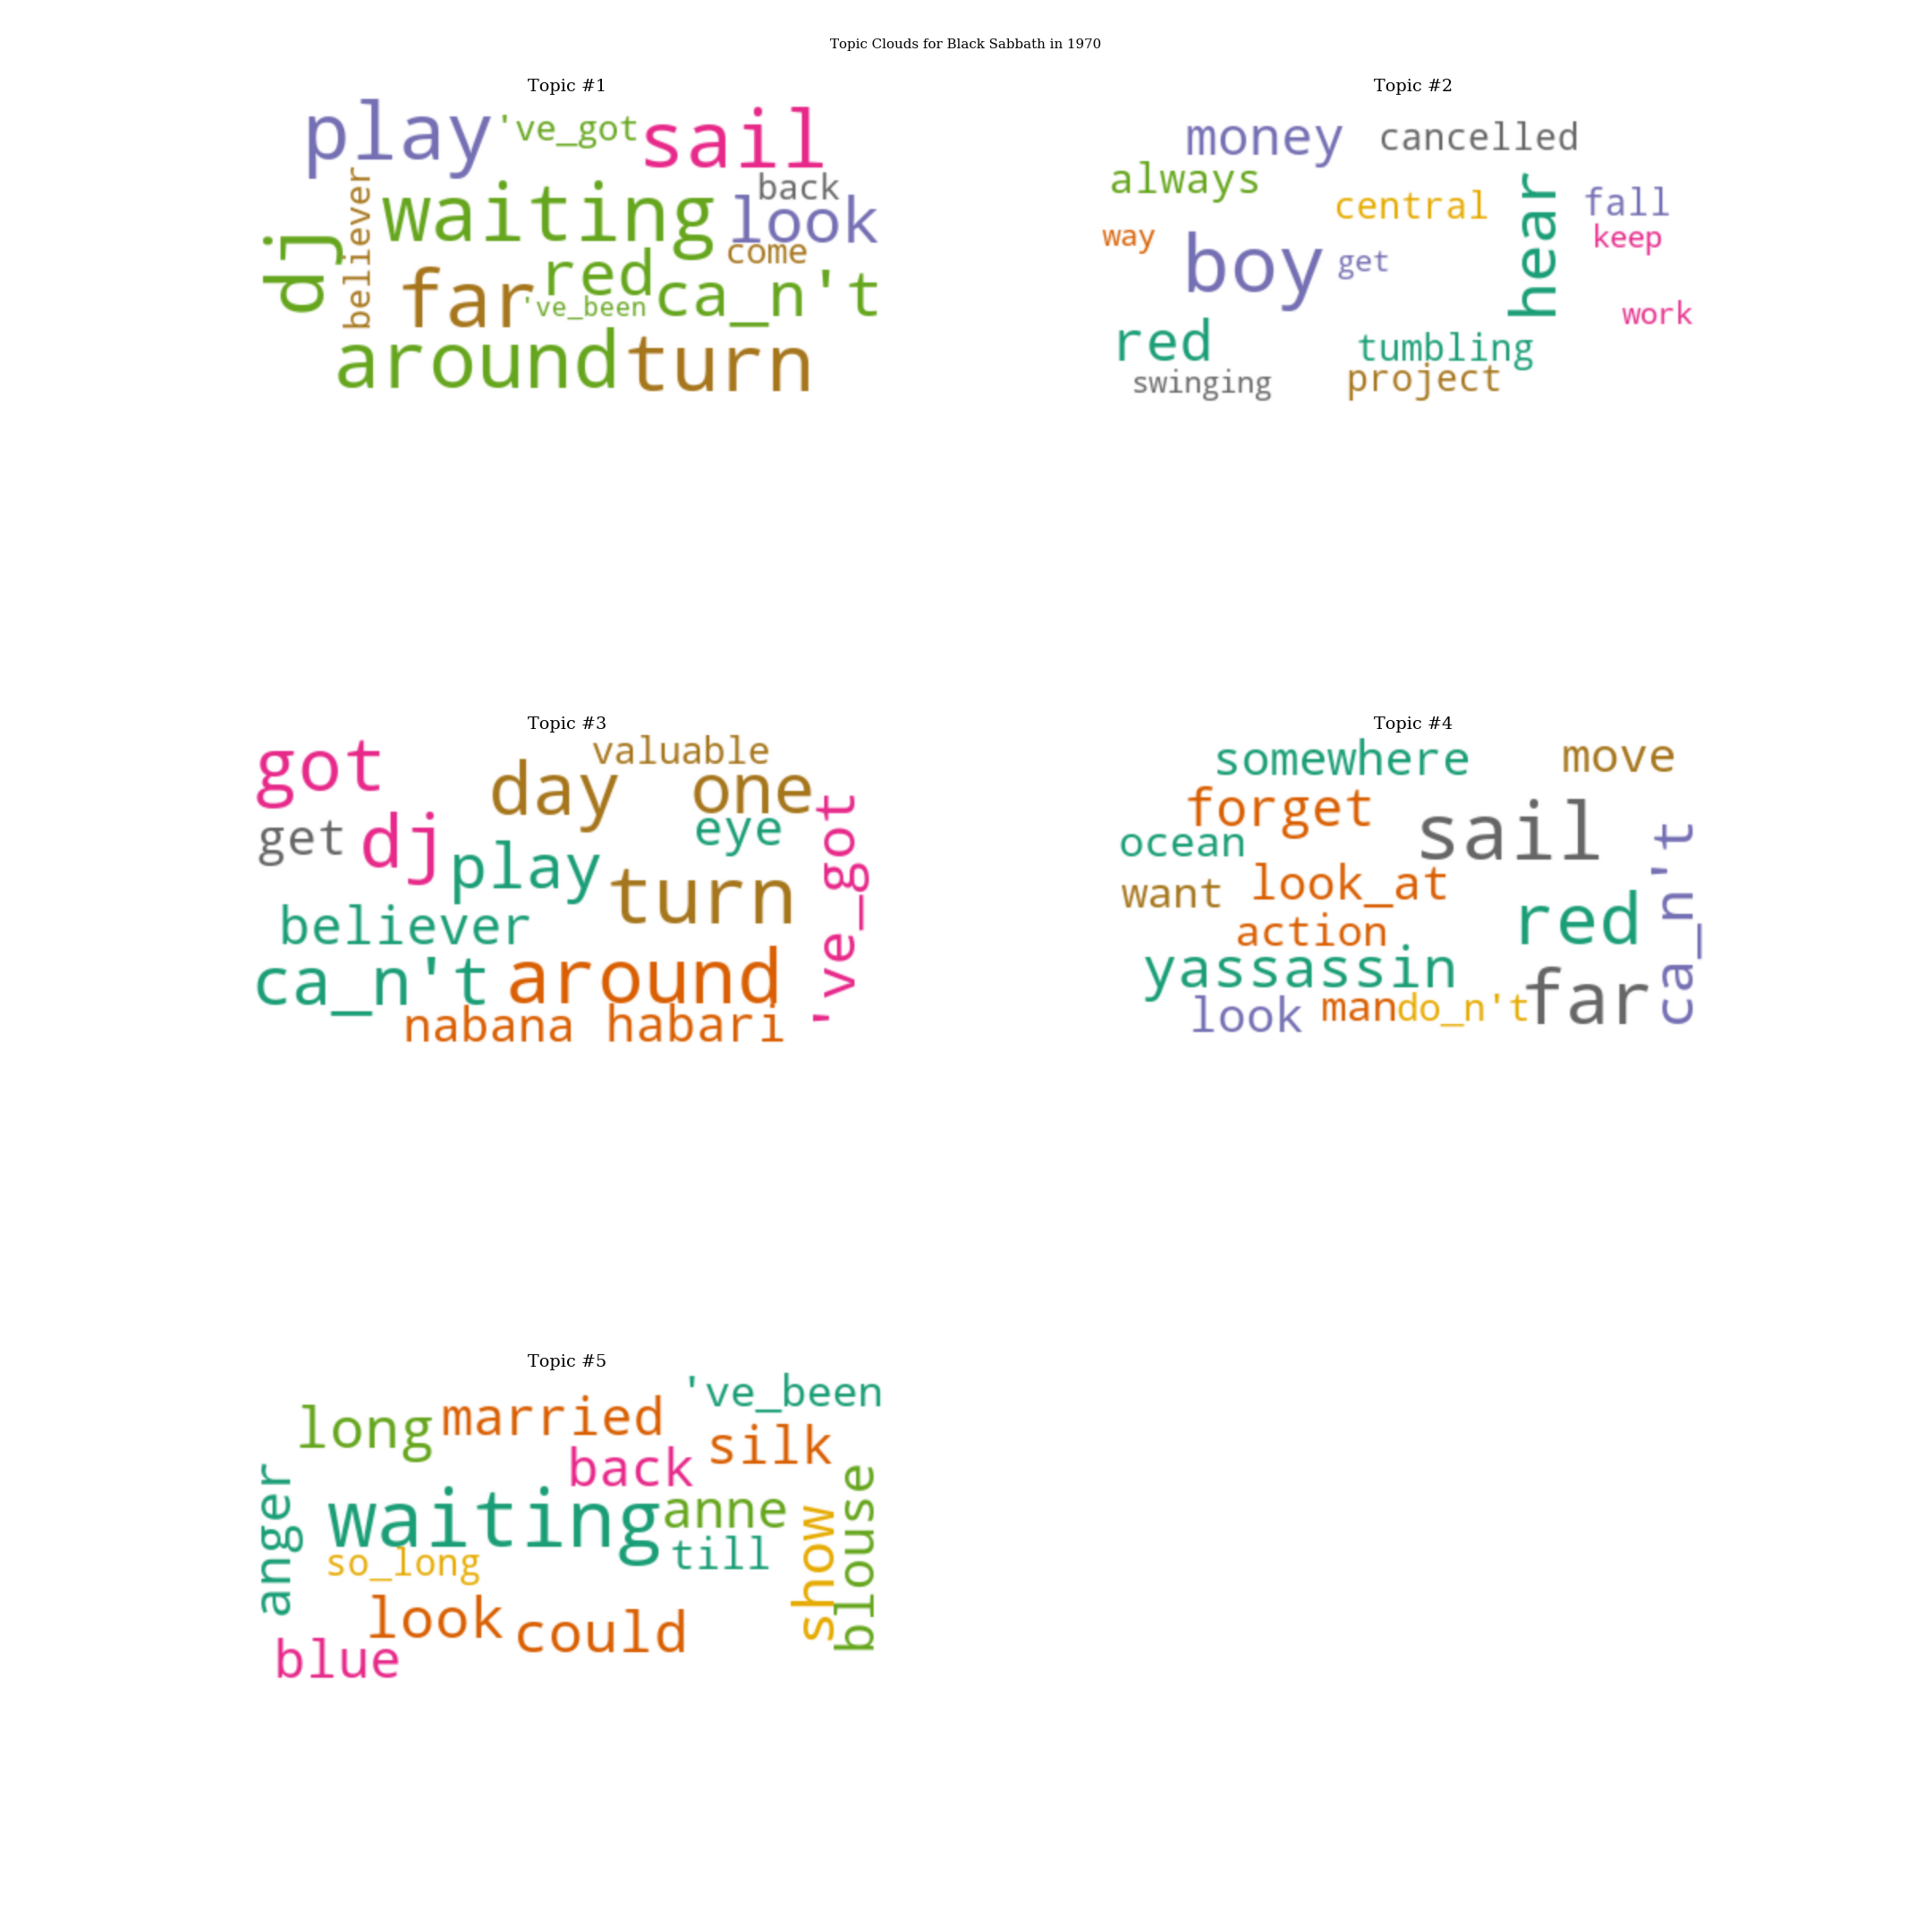 Topic Clouds for Black Sabbath in 1970
Topic #1
play 've_got sail
back
believer waiting look
dj come
red
far 've_been ca_n't
around turn
Topic #2
money cancelled
always
central hear fall
way keep
boy get
work
red tumbling
swinging project
Topic #3
valuable
got day one
get dj eye
play 've_got
turn
believer
ca_n't around
nabana habari
Topic #4
somewhere move
forget sail
ocean
want look_at ca_n't
action red
yassassin
look man do_n't far
Topic #5
've_been
long married
silk
back
anger waiting anne show blouse
so_long till
look could
blue